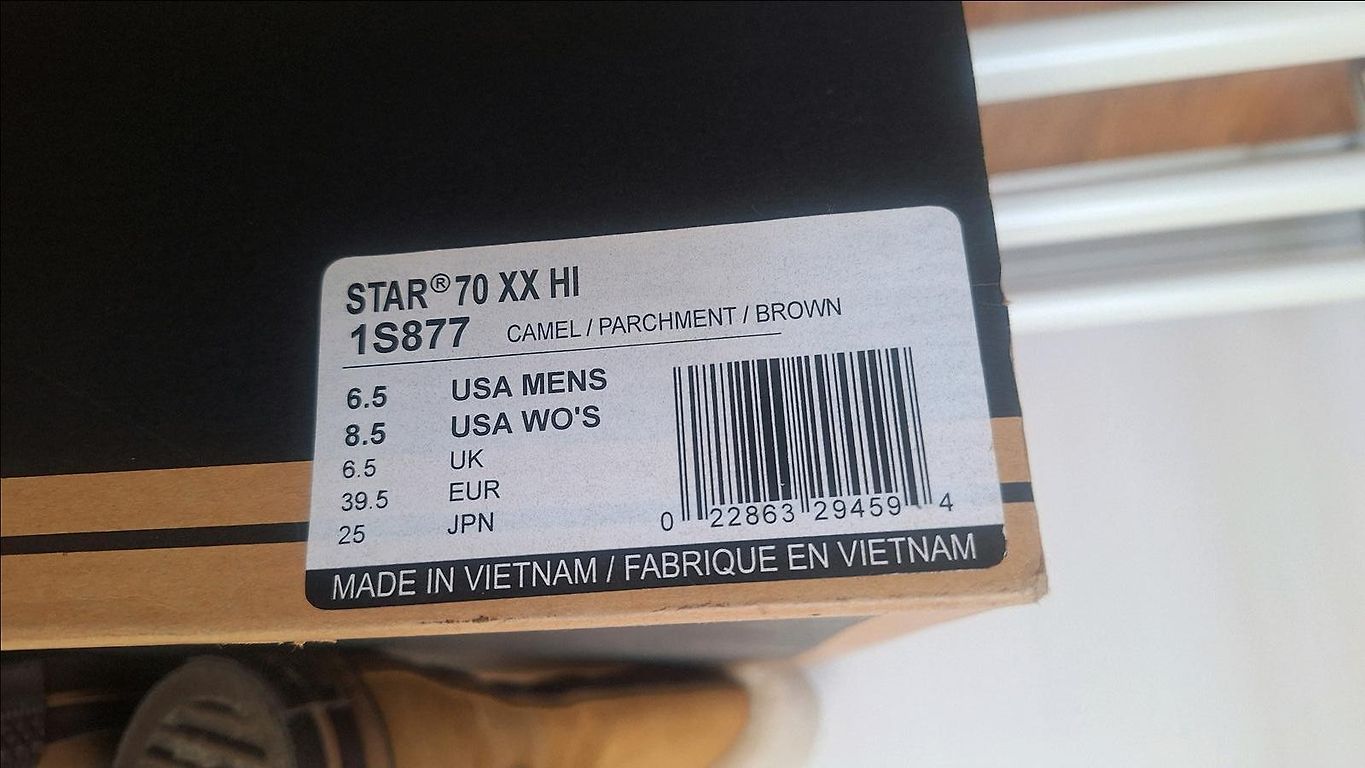 STAR® 70 XX HI
1S877 CAMEL / PARCHMENT / BROWN
6.5 USA MENS
8.5 USA WO'S
6.5 UK
39.5 EUR
25 JPN
0 22863 29459 4
MADE IN VIETNAM / FABRIQUE EN VIETNAM